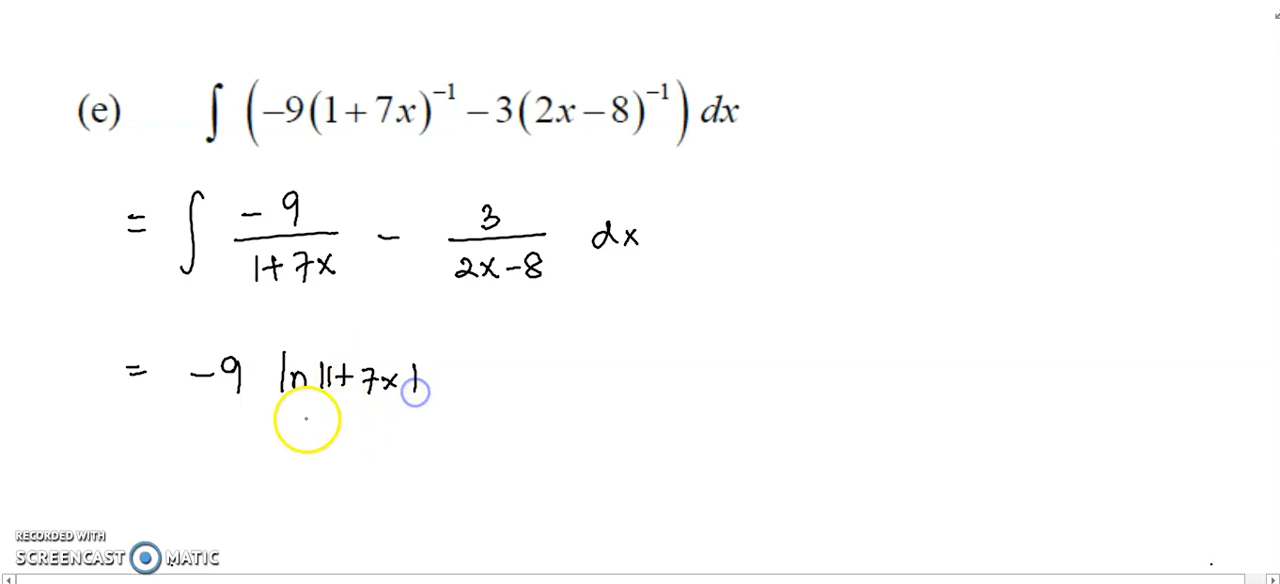 (e) ∫ (−9(1+7x)⁻¹ −3(2x−8)⁻¹) dx
= ∫ -9/(1+7x) - 3/(2x-8) dx
= -9 ln|1+7x|
RECORDED WITH
SCREENCAST MATIC